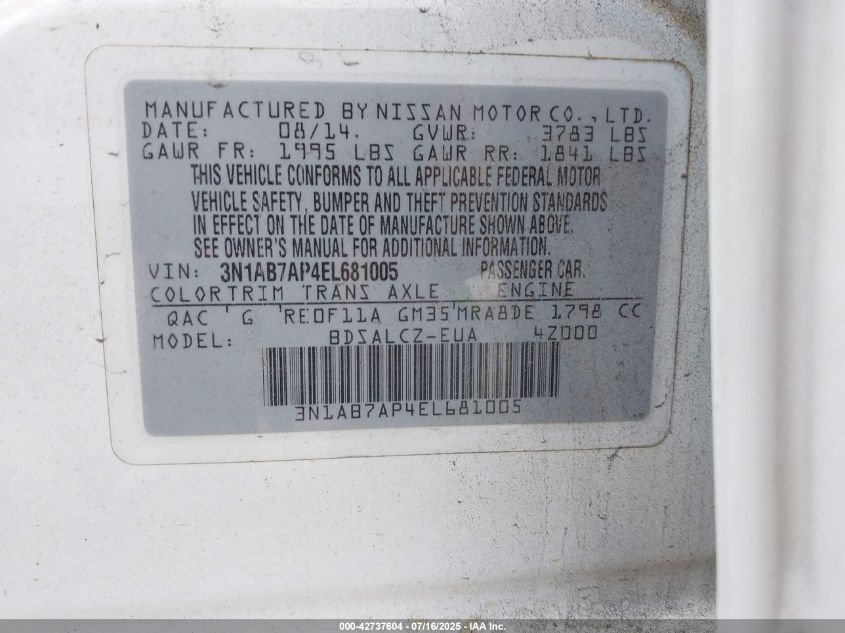 MANUFACTURED BY NISSAN MOTOR CO., LTD.
DATE: 08/14. GVWR: 3783 LBS
GAWR FR: 1995 LBS GAWR RR: 1841 LBS
THIS VEHICLE CONFORMS TO ALL APPLICABLE FEDERAL MOTOR
VEHICLE SAFETY, BUMPER AND THEFT PREVENTION STANDARDS
IN EFFECT ON THE DATE OF MANUFACTURE SHOWN ABOVE.
SEE OWNER'S MANUAL FOR ADDITIONAL INFORMATION.
VIN: 3N1AB7AP4EL681005 PASSENGER CAR.
COLOR TRIM TRANS AXLE ENGINE
QAC ' G ' RE0F11A GM35 ' MRA8DE 1798 CC
MODEL: BDSALCZ-EUA 4Z000
3N1AB7AP4EL681005
000-42737604 - 07/16/2025 - IAA Inc.